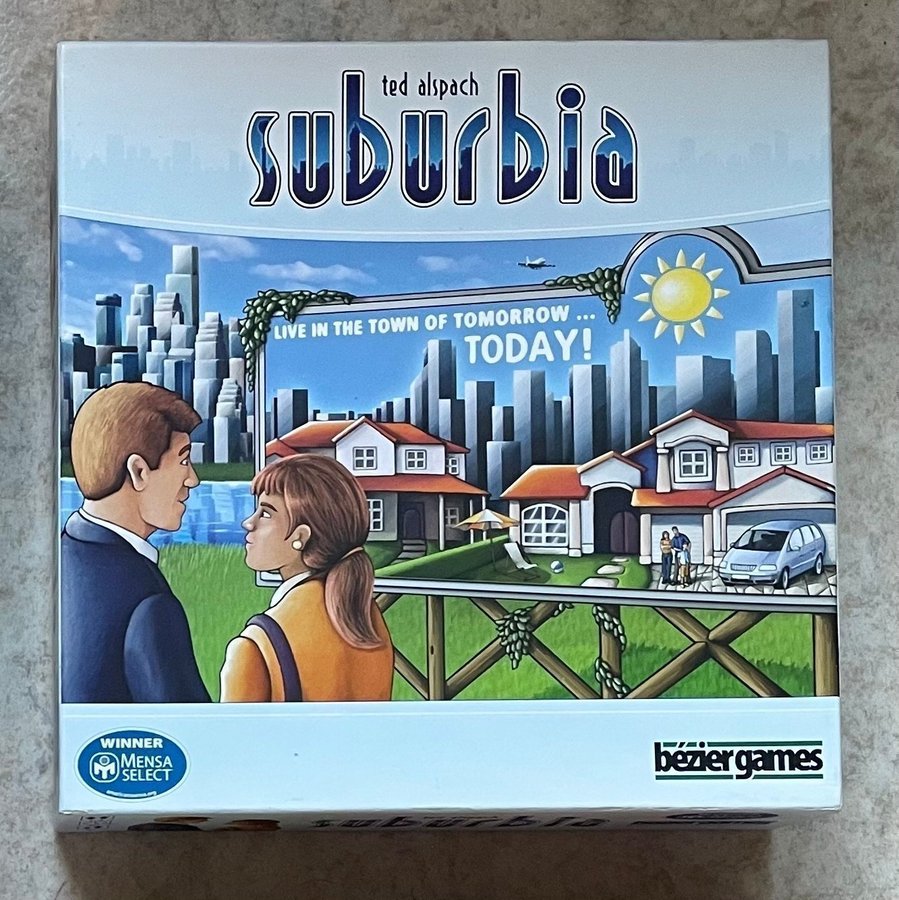 ted alspach
suburbia
LIVE IN THE TOWN OF TOMORROW ...
TODAY!
WINNER
MENSA
SELECT
bézier games
suburbia